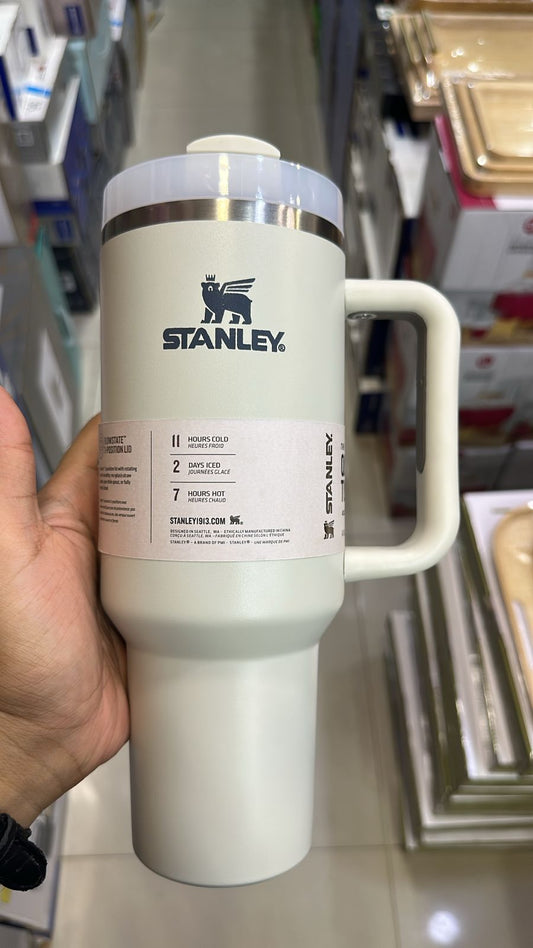 STANLEY®
LOWSTATE™
POSITION LID
11 HOURS COLD
HEURES FROID
2 DAYS ICED
JOURNÉES GLACÉ
7 HOURS HOT
HEURES CHAUD
STANLEY1913.COM
DESIGNED IN SEATTLE, WA - ETHICALLY MANUFACTURED IN CHINA
CONÇU À SEATTLE, WA - FABRIQUÉ EN CHINE SELON L'ÉTHIQUE
STANLEY® - A BRAND OF PMI - STANLEY® - UNE MARQUE DE PMI
STANLEY